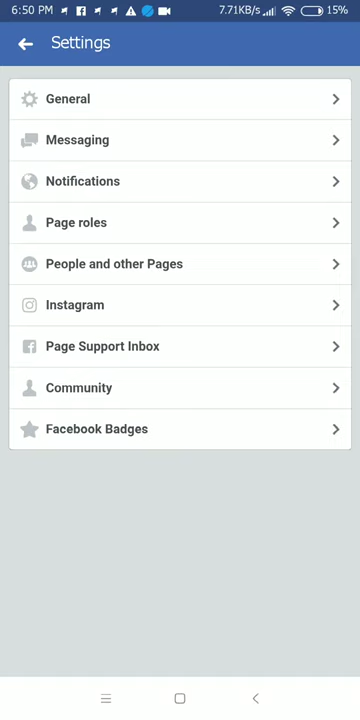 6:50 PM 7.71KB/s 15%
Settings
General
Messaging
Notifications
Page roles
People and other Pages
Instagram
Page Support Inbox
Community
Facebook Badges